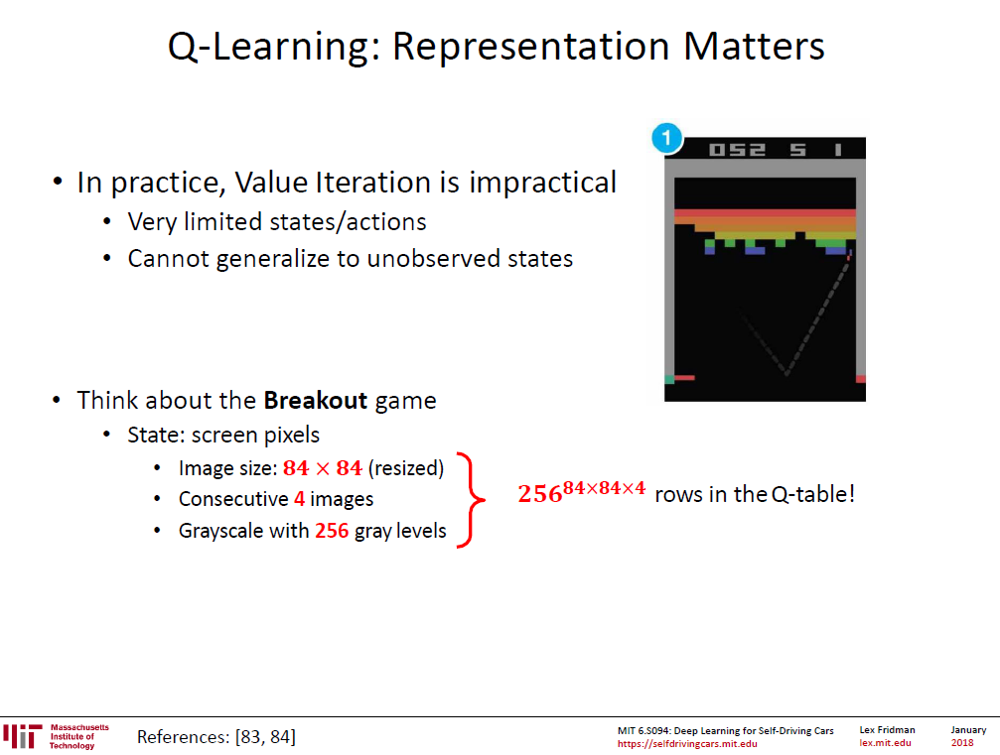 Q-Learning: Representation Matters
1
052 5 1
• In practice, Value Iteration is impractical
• Very limited states/actions
• Cannot generalize to unobserved states
• Think about the Breakout game
• State: screen pixels
• Image size: 84 × 84 (resized)
• Consecutive 4 images
• Grayscale with 256 gray levels
256^84×84×4 rows in the Q-table!
Massachusetts
Institute of
Technology
References: [83, 84]
MIT 6.S094: Deep Learning for Self-Driving Cars
https://selfdrivingcars.mit.edu
Lex Fridman
lex.mit.edu
January
2018